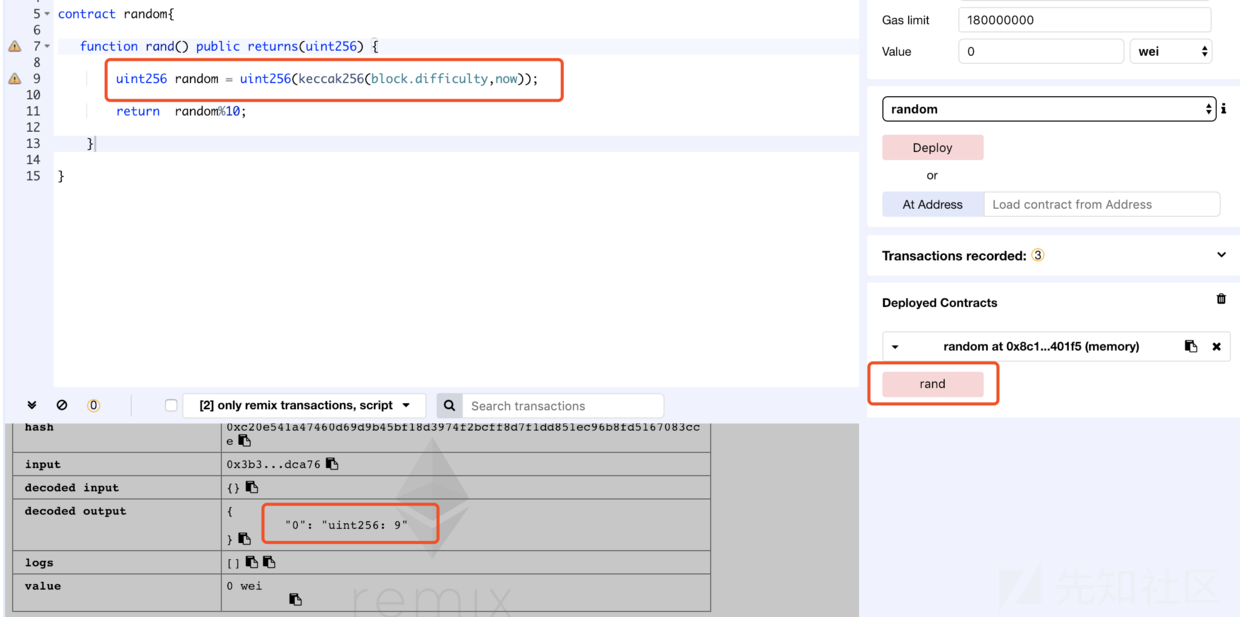 5 contract random{
6
7 function rand() public returns(uint256) {
8
9 uint256 random = uint256(keccak256(block.difficulty,now));
10
11 return random%10;
12
13 }
14
15 }
0
[2] only remix transactions, script
Search transactions
hash 0xc20e541a47460d69d9b45bf18d3974f2bcff8d7f1dd851ec96b8fd5167083cc
e
input 0x3b3...dca76
decoded input {}
decoded output {
"0": "uint256: 9"
}
logs []
value 0 wei
remix
Gas limit 180000000
Value 0 wei
random
Deploy
or
At Address Load contract from Address
Transactions recorded: 3
Deployed Contracts
random at 0x8c1...401f5 (memory)
rand
先知社区